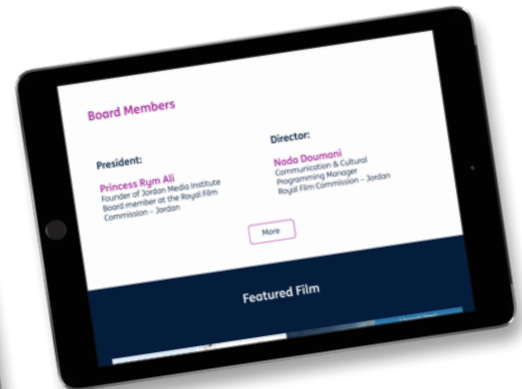 Board Members
President:
Princess Rym Ali
Founder of Jordan Media Institute
Board member at the Royal Film
Commission – Jordan
Director:
Nada Doumani
Communication & Cultural
Programming Manager
Royal Film Commission – Jordan
More
Featured Film